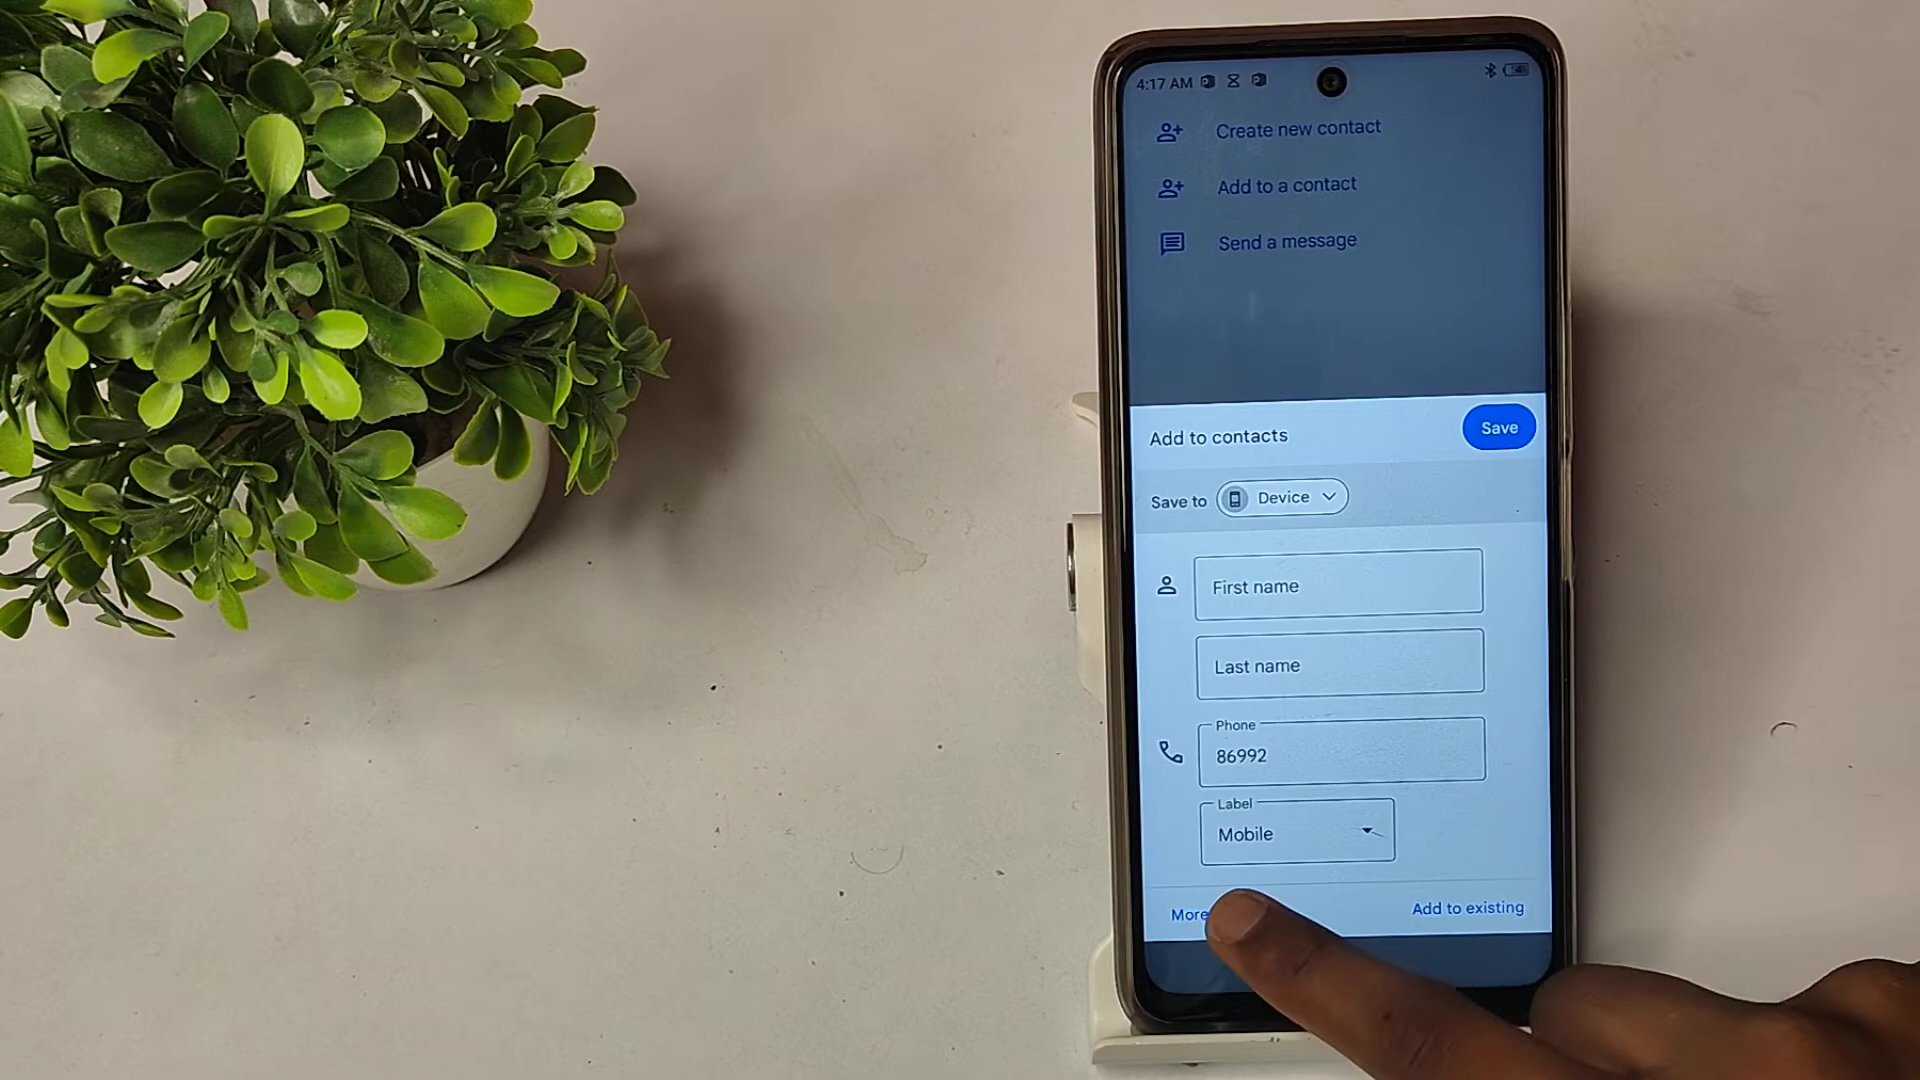 4:17 AM
Create new contact
Add to a contact
Send a message
Add to contacts
Save
Save to
Device
First name
Last name
Phone
86992
Label
Mobile
More
Add to existing